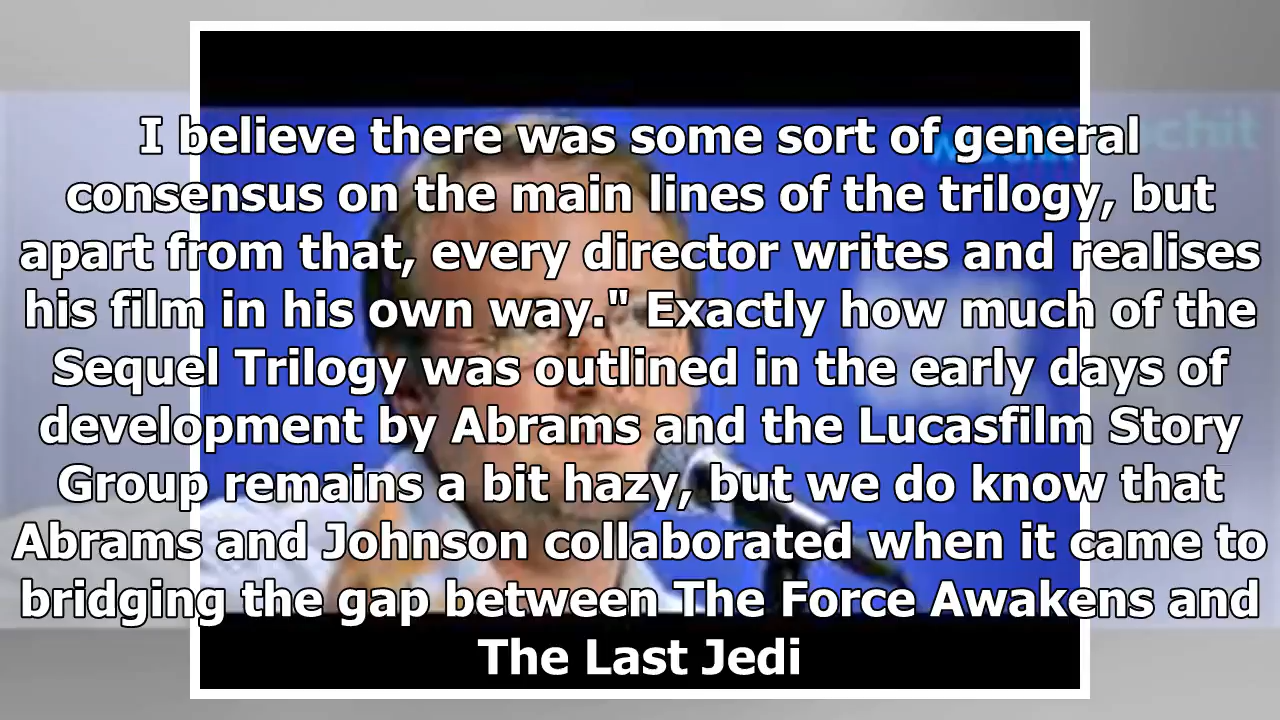 I believe there was some sort of general
consensus on the main lines of the trilogy, but
apart from that, every director writes and realises
his film in his own way." Exactly how much of the
Sequel Trilogy was outlined in the early days of
development by Abrams and the Lucasfilm Story
Group remains a bit hazy, but we do know that
Abrams and Johnson collaborated when it came to
bridging the gap between The Force Awakens and
The Last Jedi